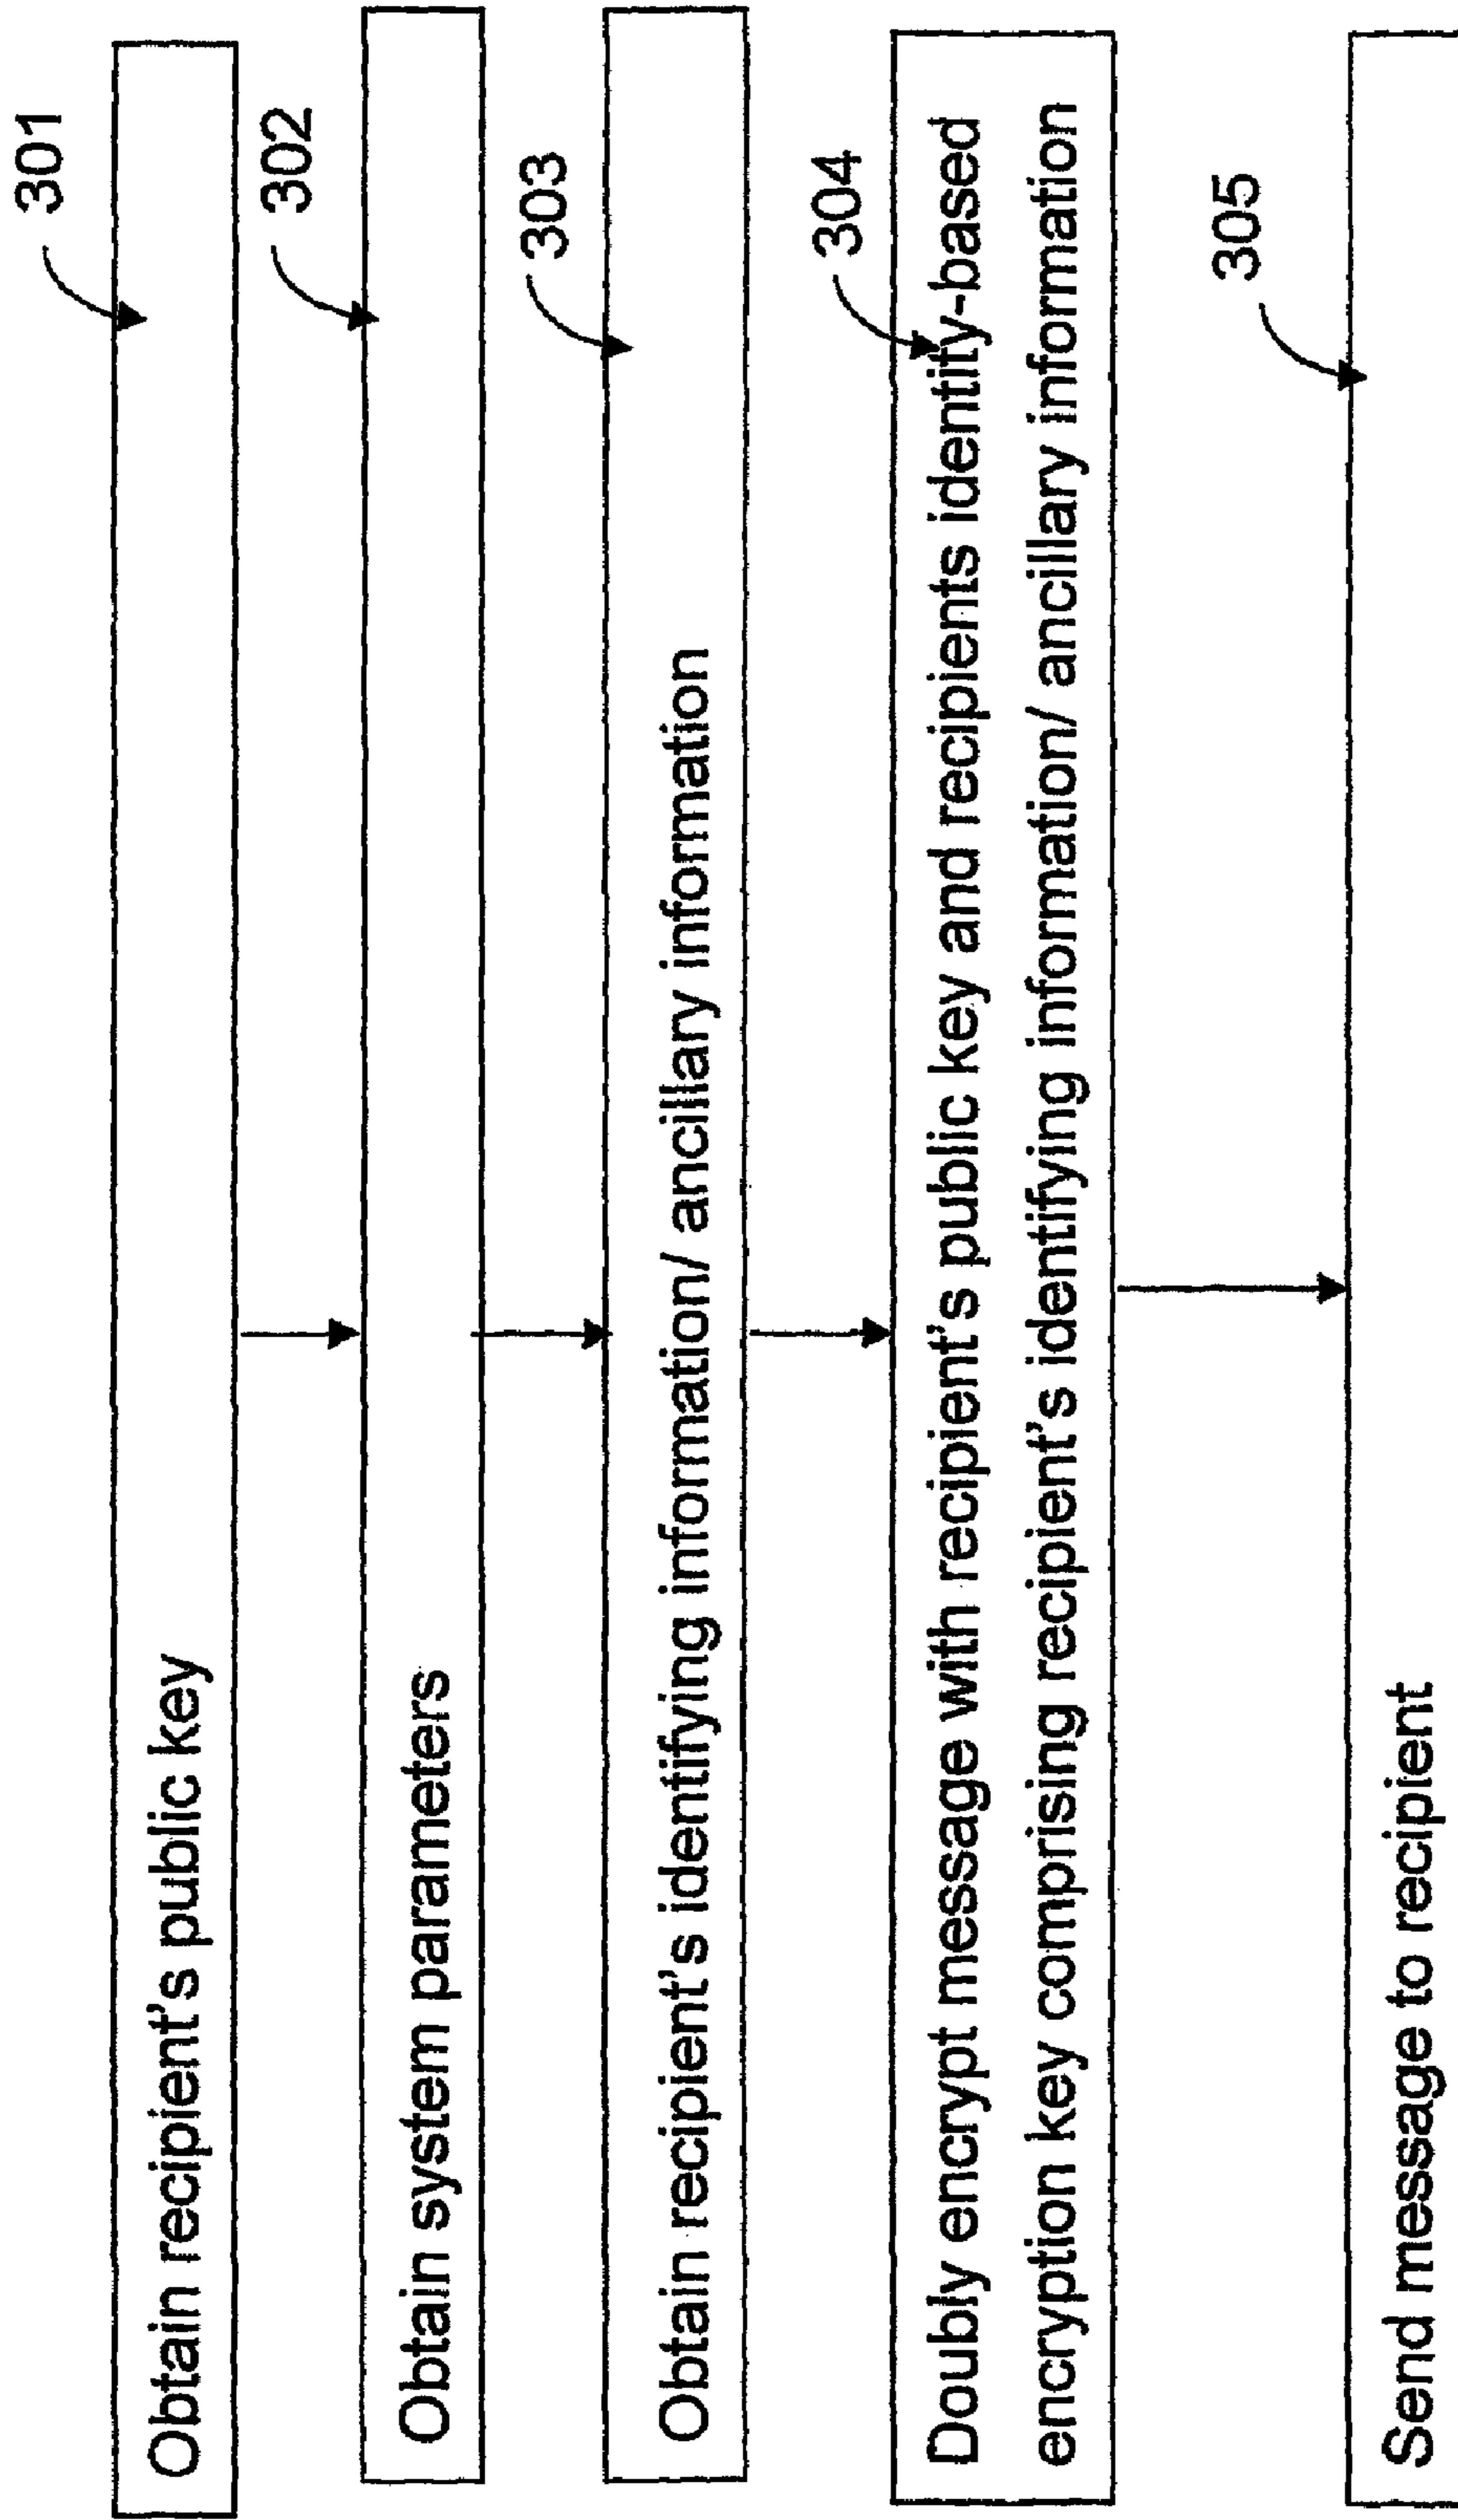 301
Obtain recipient's public key
302
Obtain system parameters
303
Obtain recipient's identifying information/ ancillary information
304
Doubly encrypt message with recipient's public key and recipients identity-based
encryption key comprising recipient's identifying information/ ancillary information
305
Send message to recipient